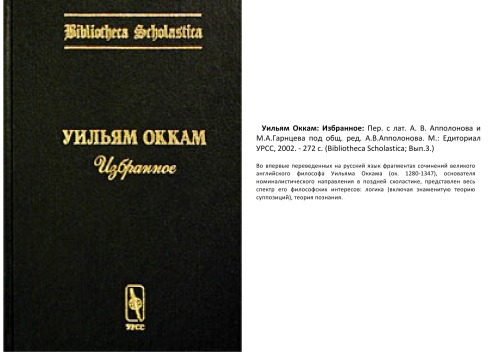 Bibliotheca Scholastica
УИЛЬЯМ ОККАМ
Избранное
УРСС
Уильям Оккам: Избранное: Пер. с лат. А. В. Апполонова и
М.А.Гарнцева под общ. ред. А.В.Апполонова. М.: Едиториал
УРСС, 2002. - 272 с. (Bibliotheca Scholastica; Вып.3.)
Во впервые переведенных на русский язык фрагментах сочинений великого
английского философа Уильяма Оккама (ок. 1280-1347), основателя
номиналистического направления в поздней схоластике, представлен весь
спектр его философских интересов: логика (включая знаменитую теорию
суппозиций), теория познания.